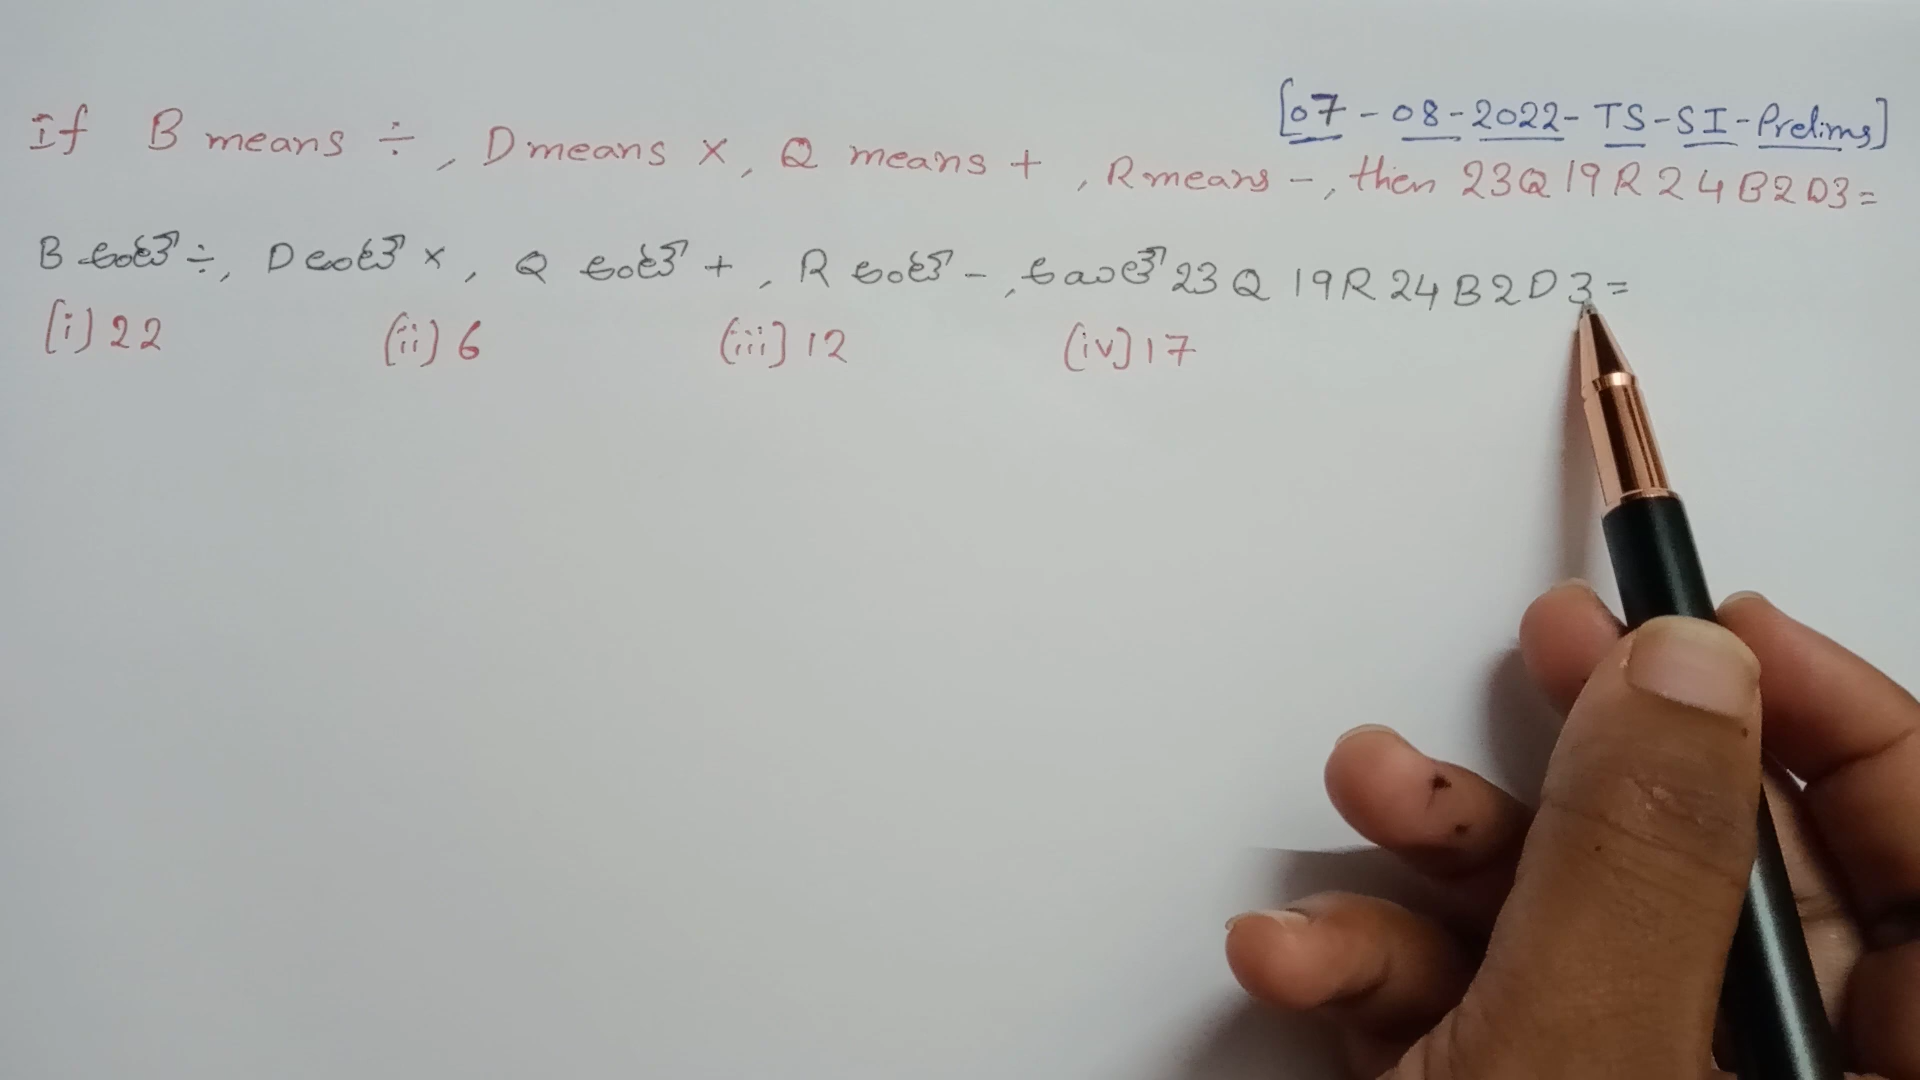 [07-08-2022-TS-SI-Prelims]
If B means ÷, D means ×, Q means +, R means -, then 23Q19R24B2D3=
B అంటే ÷, D అంటే ×, Q అంటే +, R అంటే -, అయితే 23Q19R24B2D3=
(i) 22 (ii) 6 (iii) 12 (iv) 17